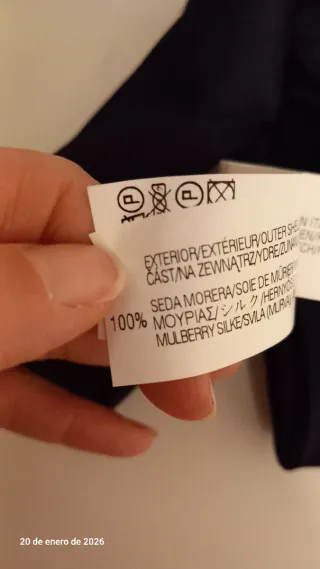 P P
EXTERIOR/EXTÉRIEUR/OUTER
ČÁST/NA ZEWNĄTRZ/YDRE/
SEDA MORERA/SOIE DE
100% ΜΟΥΡΙΑΣ/シルク/HERNYÓ
MULBERRY SILKE/SVILA
20 de enero de 2026